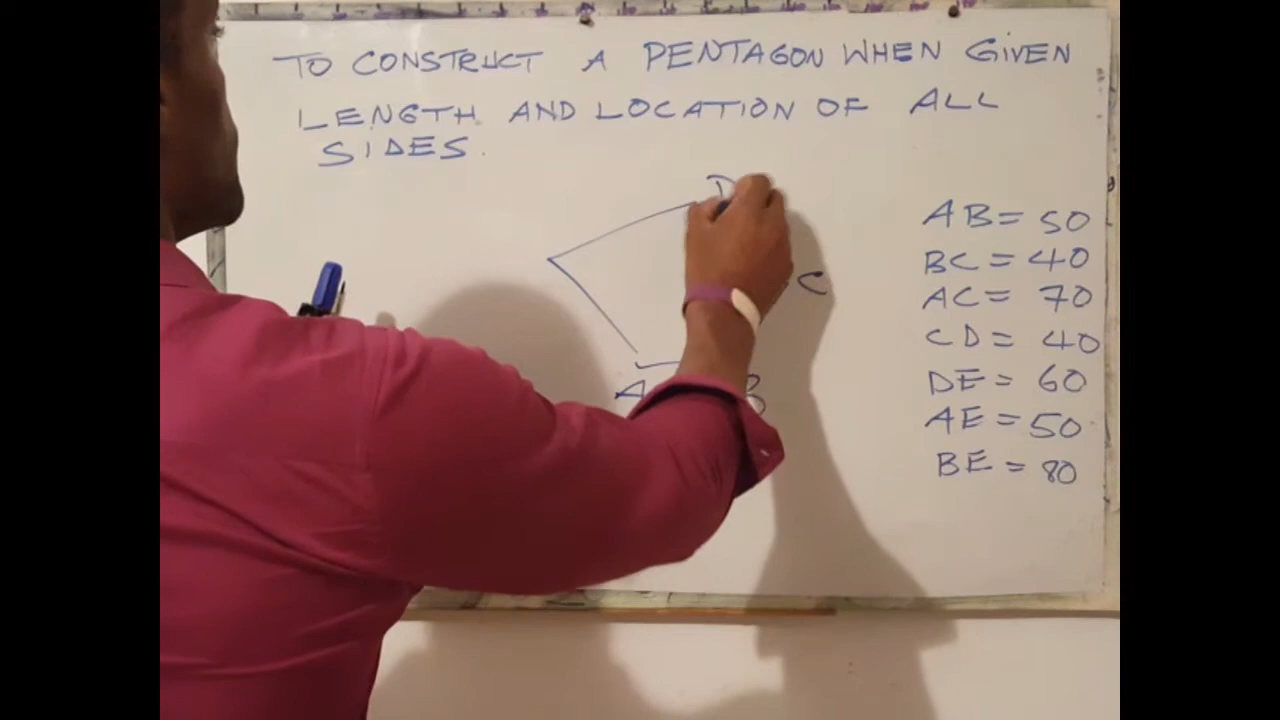 TO CONSTRUCT A PENTAGON WHEN GIVEN
LENGTH AND LOCATION OF ALL
SIDES.
D
C
A B
AB = 50
BC = 40
AC = 70
CD = 40
DE = 60
AE = 50
BE = 80